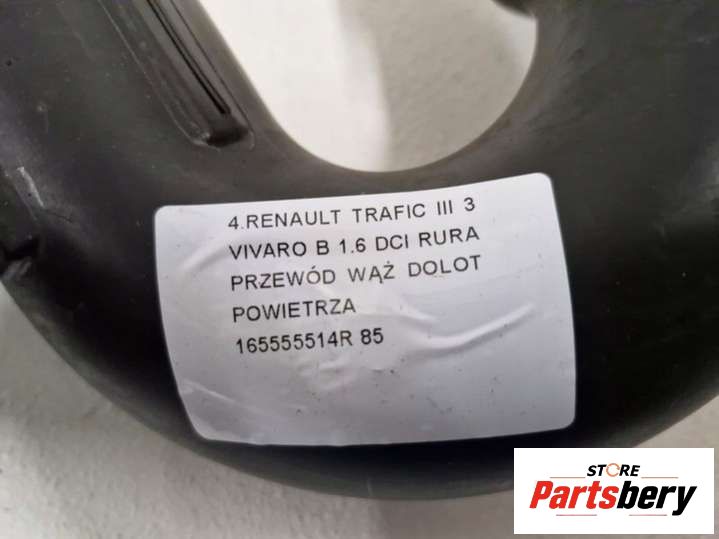 4.RENAULT TRAFIC III 3
VIVARO B 1.6 DCI RURA
PRZEWÓD WĄŻ DOLOT
POWIETRZA
165555514R 85
STORE
Partsbery